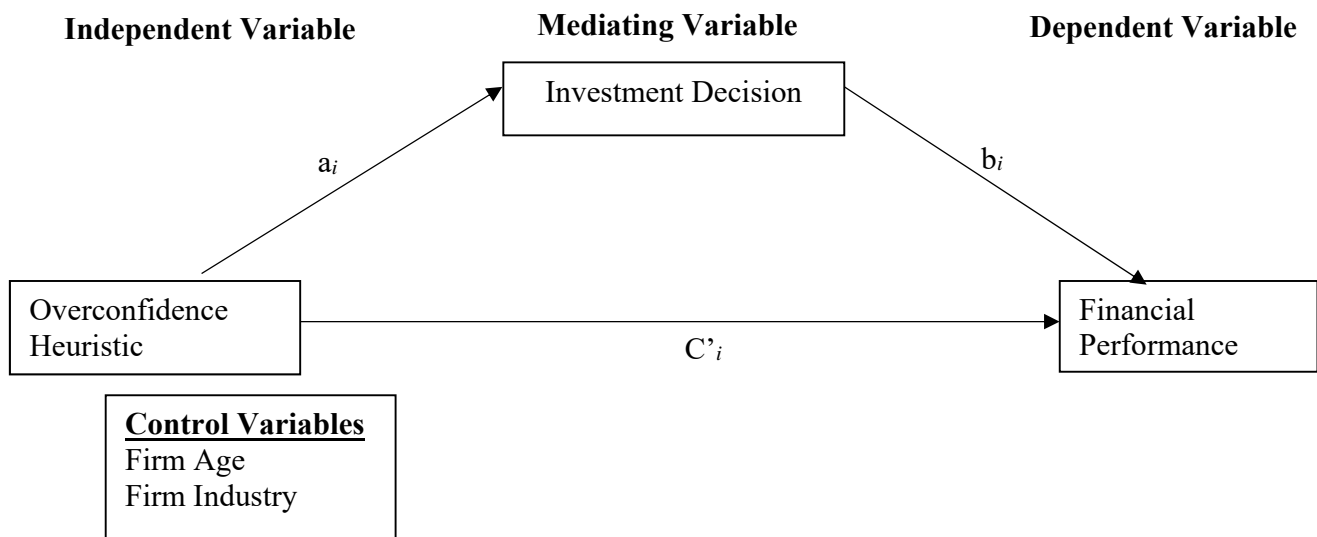 Independent Variable
Mediating Variable
Dependent Variable
Investment Decision
aᵢ
bᵢ
Overconfidence
Heuristic
C’ᵢ
Financial
Performance
Control Variables
Firm Age
Firm Industry